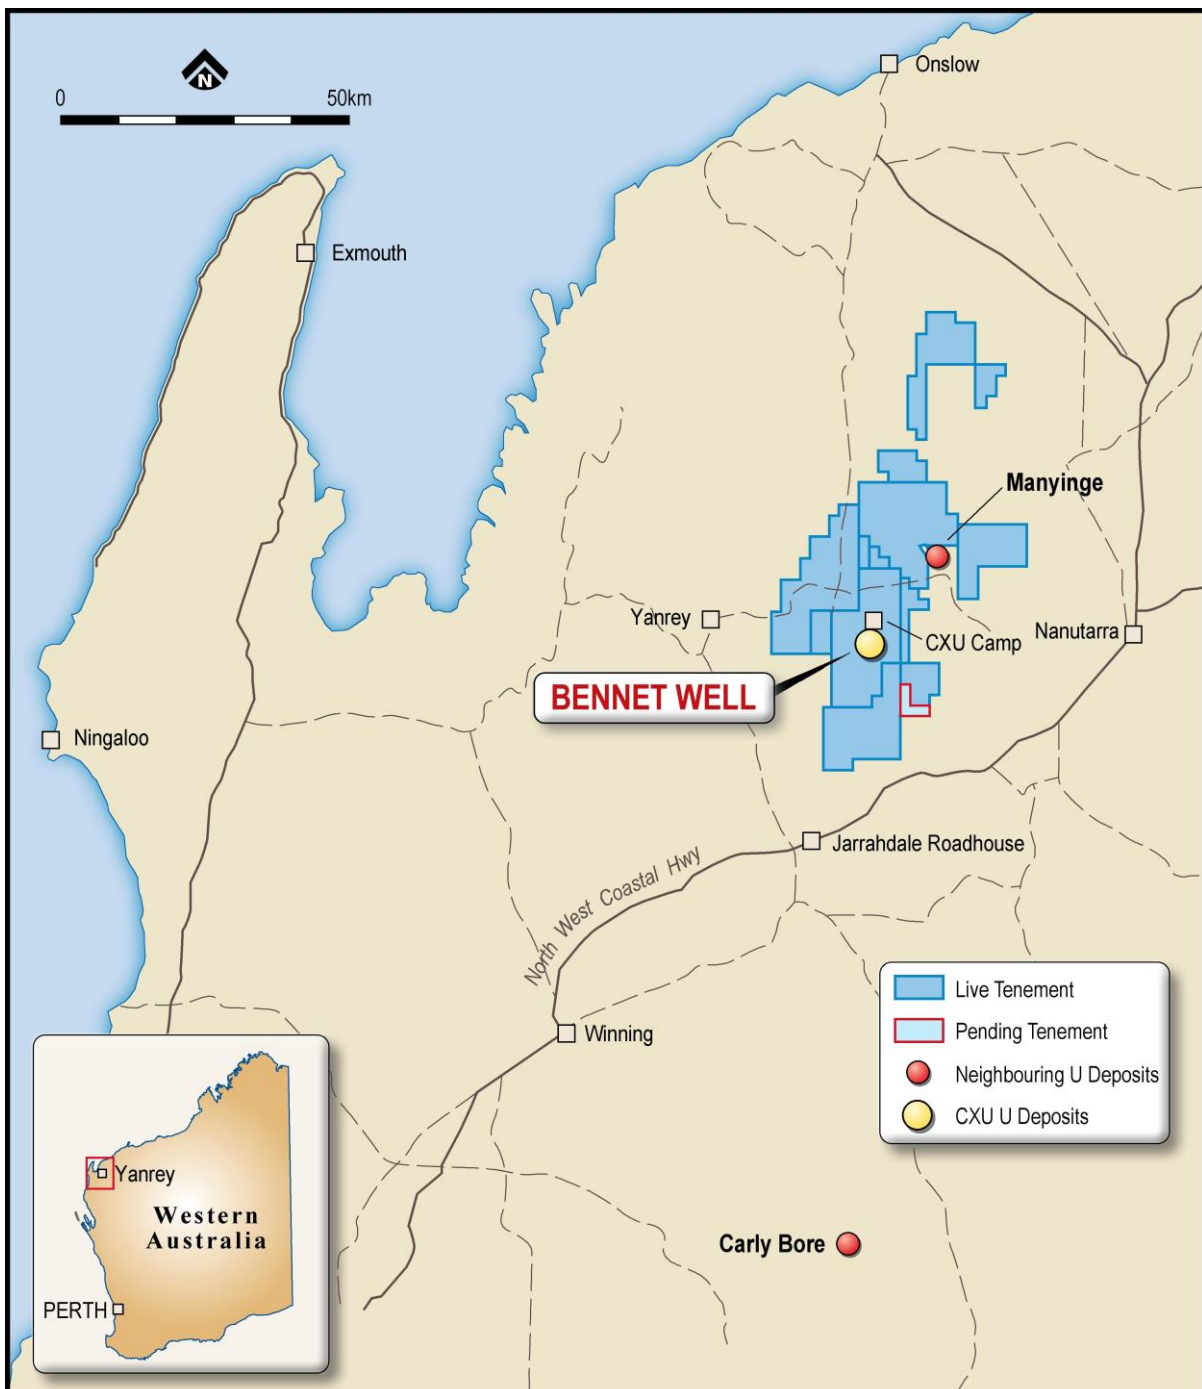 Onslow
N
0 50km
Exmouth
Manyinge
Yanrey
CXU Camp
Nanutarra
BENNET WELL
Ningaloo
Jarrahdale Roadhouse
North West Coastal Hwy
Winning
Live Tenement
Pending Tenement
Neighbouring U Deposits
CXU U Deposits
Yanrey
Western
Australia
PERTH
Carly Bore